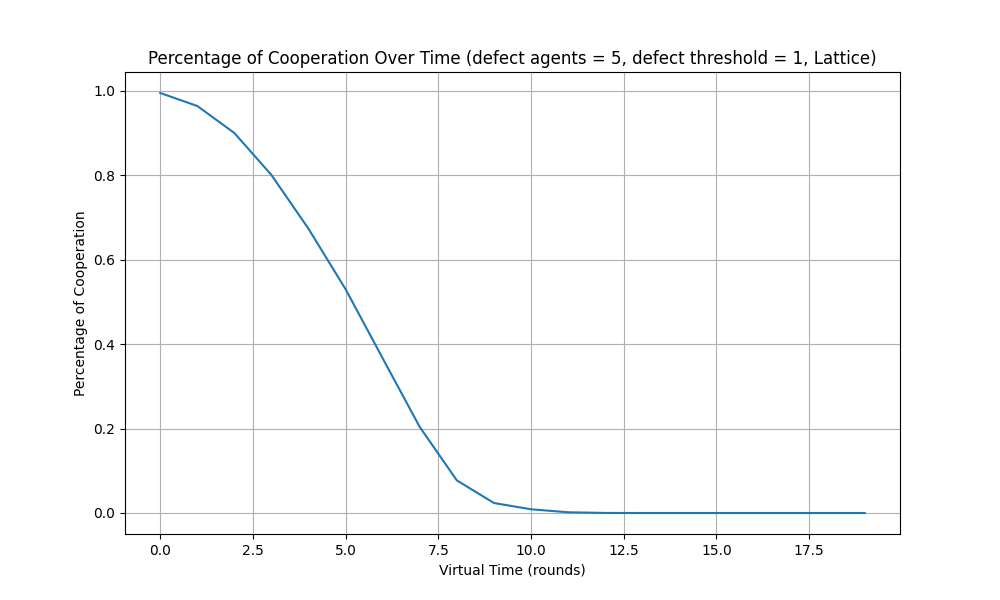 Percentage of Cooperation Over Time (defect agents = 5, defect threshold = 1, Lattice)
Percentage of Cooperation
1.0
0.8
0.6
0.4
0.2
0.0
0.0 2.5 5.0 7.5 10.0 12.5 15.0 17.5
Virtual Time (rounds)